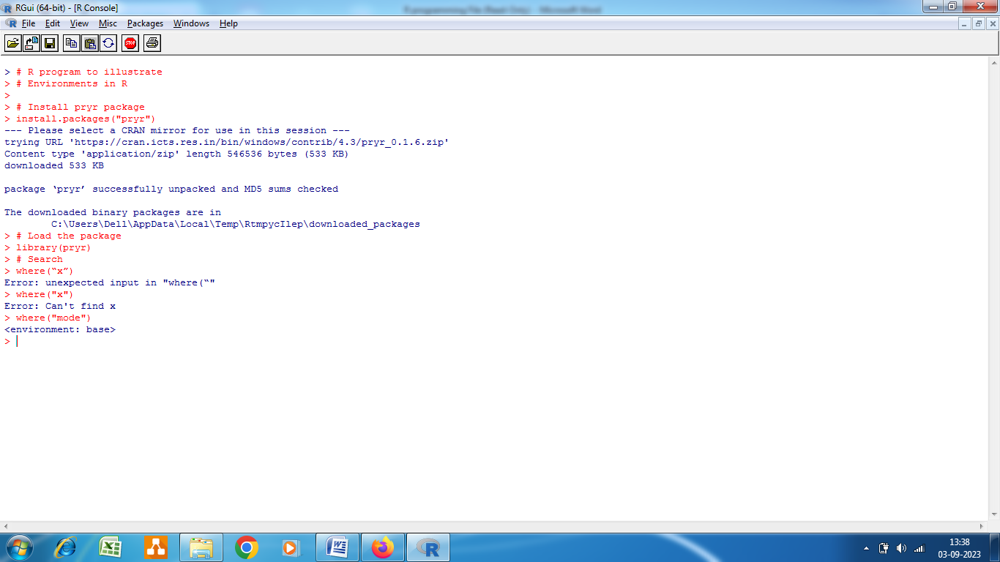 RGui (64-bit) - [R Console]
R programming File (Read-Only) - Microsoft Word
File Edit View Misc Packages Windows Help
STOP
> # R program to illustrate
> # Environments in R
>
> # Install pryr package
> install.packages("pryr")
--- Please select a CRAN mirror for use in this session ---
trying URL 'https://cran.icts.res.in/bin/windows/contrib/4.3/pryr_0.1.6.zip'
Content type 'application/zip' length 546536 bytes (533 KB)
downloaded 533 KB
package ‘pryr’ successfully unpacked and MD5 sums checked
The downloaded binary packages are in
C:\Users\Dell\AppData\Local\Temp\RtmpycIlep\downloaded_packages
> # Load the package
> library(pryr)
> # Search
> where(“x”)
Error: unexpected input in "where(“"
> where("x")
Error: Can't find x
> where("mode")
<environment: base>
>
13:38
03-09-2023